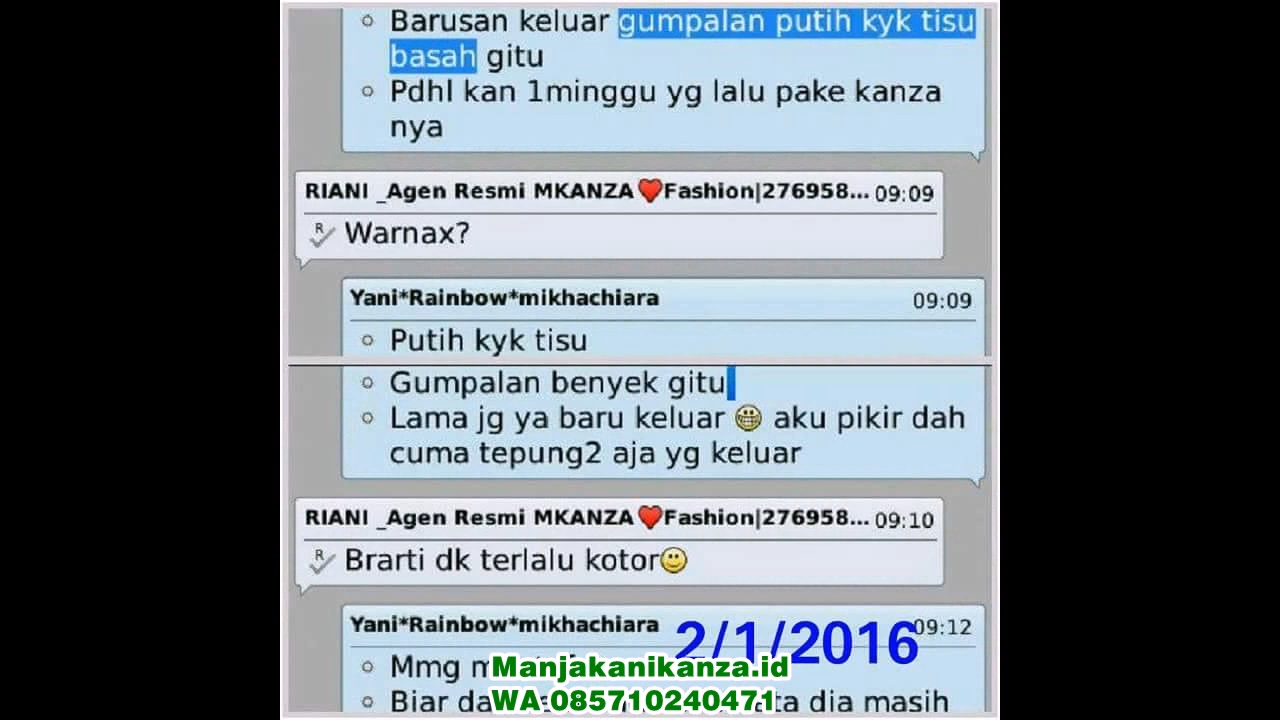 Barusan keluar gumpalan putih kyk tisu
basah gitu
Pdhl kan 1minggu yg lalu pake kanza
nya
RIANI _Agen Resmi MKANZA❤Fashion|276958... 09:09
R Warnax?
Yani*Rainbow*mikhachiara 09:09
Putih kyk tisu
Gumpalan benyek gitu
Lama jg ya baru keluar 😁 aku pikir dah
cuma tepung2 aja yg keluar
RIANI _Agen Resmi MKANZA❤Fashion|276958... 09:10
R Brarti dk terlalu kotor🙂
Yani*Rainbow*mikhachiara 09:12
2/1/2016
Mmg
Manjakanikanza.id
Biar dia masih
WA:085710240471